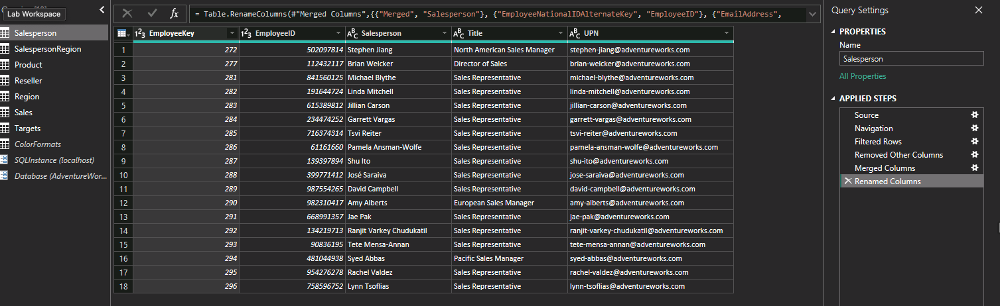 Lab Workspace
= Table.RenameColumns(#"Merged Columns",{{"Merged", "Salesperson"}, {"EmployeeNationalIDAlternateKey", "EmployeeID"}, {"EmailAddress",
Query Settings
Salesperson
SalespersonRegion
Product
Reseller
Region
Sales
Targets
ColorFormats
SQLInstance (localhost)
Database (AdventureWor...
123 EmployeeKey 123 EmployeeID ABC Salesperson ABC Title ABC UPN
1 272 502097814 Stephen Jiang North American Sales Manager stephen-jiang@adventureworks.com
2 277 112432117 Brian Welcker Director of Sales brian-welcker@adventureworks.com
3 281 841560125 Michael Blythe Sales Representative michael-blythe@adventureworks.com
4 282 191644724 Linda Mitchell Sales Representative linda-mitchell@adventureworks.com
5 283 615389812 Jillian Carson Sales Representative jillian-carson@adventureworks.com
6 284 234474252 Garrett Vargas Sales Representative garrett-vargas@adventureworks.com
7 285 716374314 Tsvi Reiter Sales Representative tsvi-reiter@adventureworks.com
8 286 61161660 Pamela Ansman-Wolfe Sales Representative pamela-ansman-wolfe@adventureworks.com
9 287 139397894 Shu Ito Sales Representative shu-ito@adventureworks.com
10 288 399771412 José Saraiva Sales Representative jose-saraiva@adventureworks.com
11 289 987554265 David Campbell Sales Representative david-campbell@adventureworks.com
12 290 982310417 Amy Alberts European Sales Manager amy-alberts@adventureworks.com
13 291 668991357 Jae Pak Sales Representative jae-pak@adventureworks.com
14 292 134219713 Ranjit Varkey Chudukatil Sales Representative ranjit-varkey-chudukatil@adventureworks.com
15 293 90836195 Tete Mensa-Annan Sales Representative tete-mensa-annan@adventureworks.com
16 294 481044938 Syed Abbas Pacific Sales Manager syed-abbas@adventureworks.com
17 295 954276278 Rachel Valdez Sales Representative rachel-valdez@adventureworks.com
18 296 758596752 Lynn Tsoflias Sales Representative lynn-tsoflias@adventureworks.com
PROPERTIES
Name
Salesperson
All Properties
APPLIED STEPS
Source
Navigation
Filtered Rows
Removed Other Columns
Merged Columns
Renamed Columns